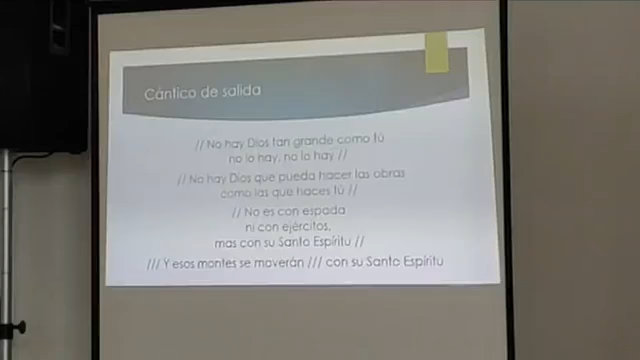 Cántico de salida
// No hay Dios tan grande como tú
no lo hay, no lo hay //
// No hay Dios que pueda hacer las obras
como las que haces tú //
// No es con espada
ni con ejércitos,
mas con su Santo Espíritu //
/// Y esos montes se moverán /// con su Santo Espíritu